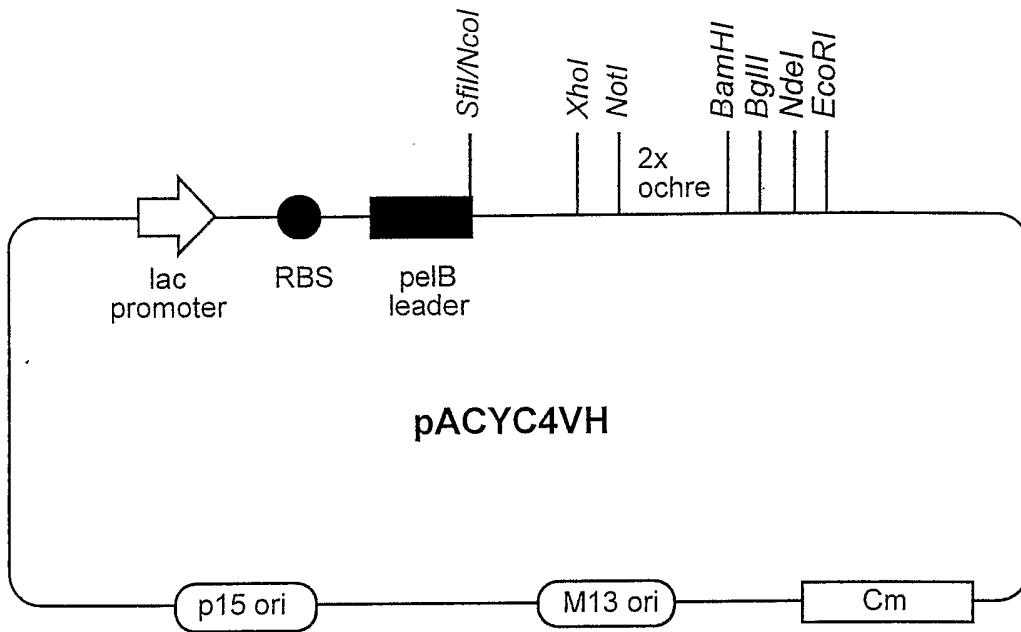 SfiI/NcoI
XhoI
NotI
BamHI
BglII
NdeI
EcoRI
2x
ochre
lac
promoter
RBS
pelB
leader
pACYC4VH
p15 ori
M13 ori
Cm